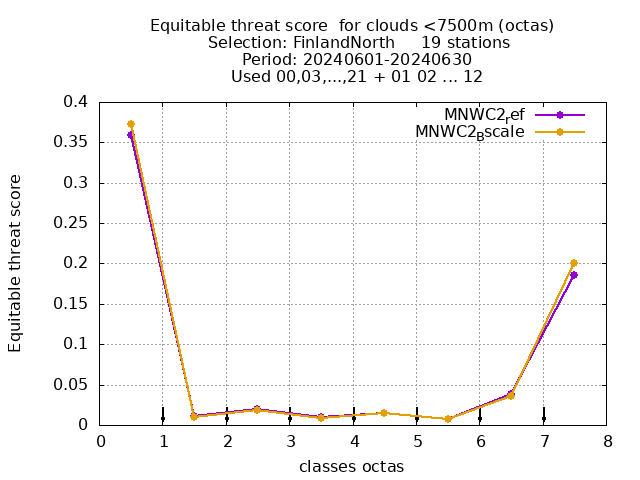 Equitable threat score  for clouds <7500m (octas)
Selection: FinlandNorth     19 stations
Period: 20240601-20240630
Used 00,03,...,21 + 01 02 ... 12
MNWC2ref
MNWC2Bscale
0.4
0.35
0.3
0.25
0.2
0.15
0.1
0.05
0
Equitable threat score
0 1 2 3 4 5 6 7 8
classes octas